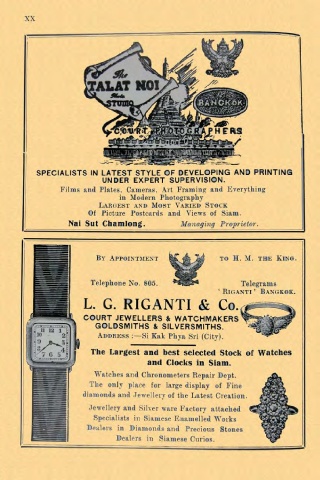 XX
The
TALAT NOI
Photo
STUDIO
BANGKOK
COURT PHOTOGRAPHERS
SPECIALISTS IN LATEST STYLE OF DEVELOPING AND PRINTING
UNDER EXPERT SUPERVISION.
Films and Plates, Cameras, Art Framing and Everything
in Modern Photography
LARGEST AND MOST VARIED STOCK
Of Picture Postcards and Views of Siam.
Nai Sut Chamlong. Managing Proprietor.
BY APPOINTMENT TO H. M. THE KING.
Telephone No. 865. Telegrams
'RIGANTI' BANGKOK.
L. G. RIGANTI & Co.
COURT JEWELLERS & WATCHMAKERS
GOLDSMITHS & SILVERSMITHS.
ADDRESS :—Si Kak Phya Sri (City).
The Largest and best selected Stock of Watches
and Clocks in Siam.
Watches and Chronometers Repair Dept.
The only place for large display of Fine
diamonds and Jewellery of the Latest Creation.
Jewellery and Silver ware Factory attached
Specialists in Siamese Enamelled Wocks
Dealers in Diamonds and Precious Stones
Dealers in Siamese Curios.